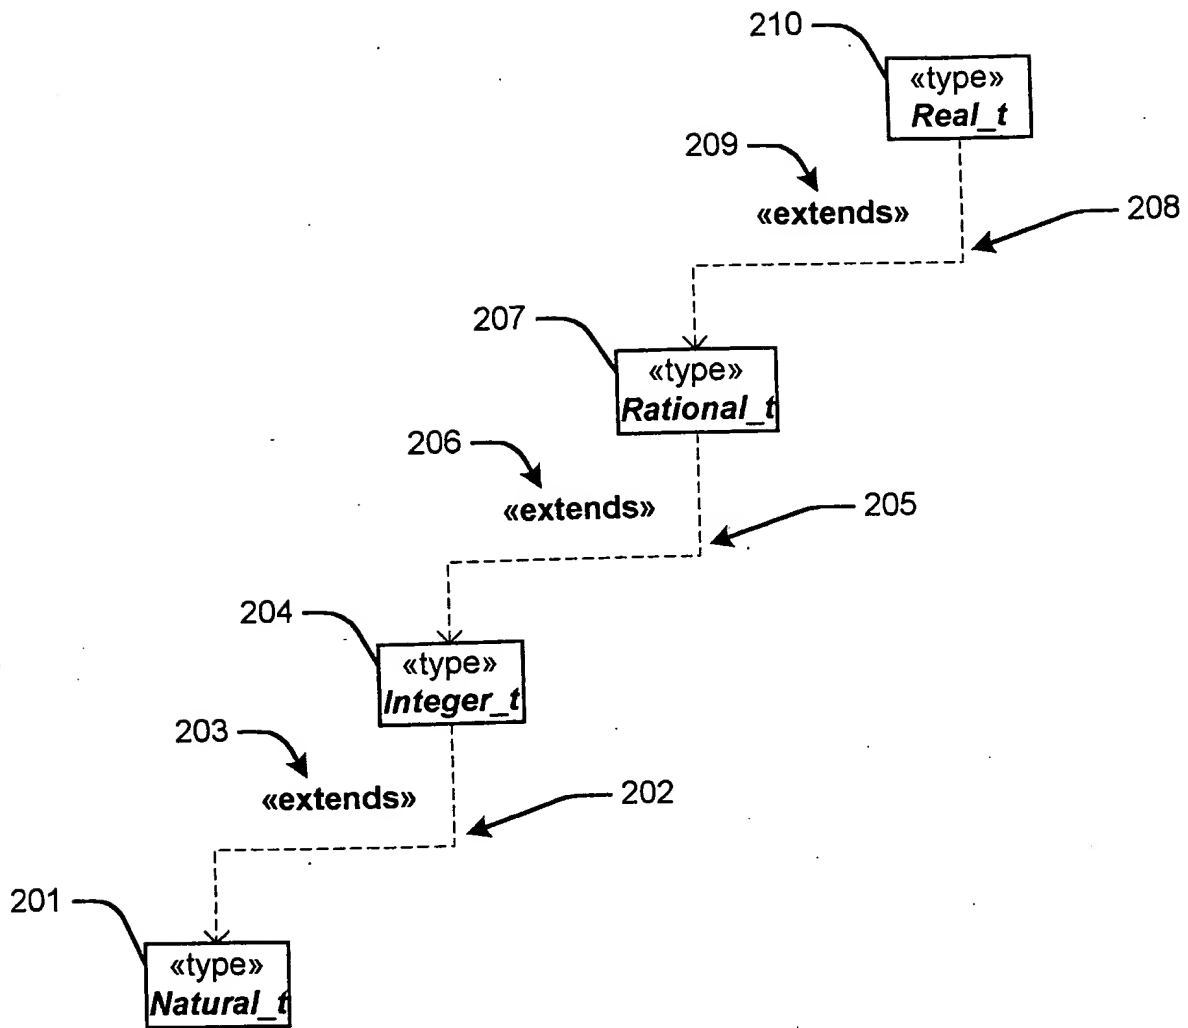 210
«type»
Real_t
209
«extends»
208
207
«type»
Rational_t
206
«extends»
205
204
«type»
Integer_t
203
«extends»
202
201
«type»
Natural_t